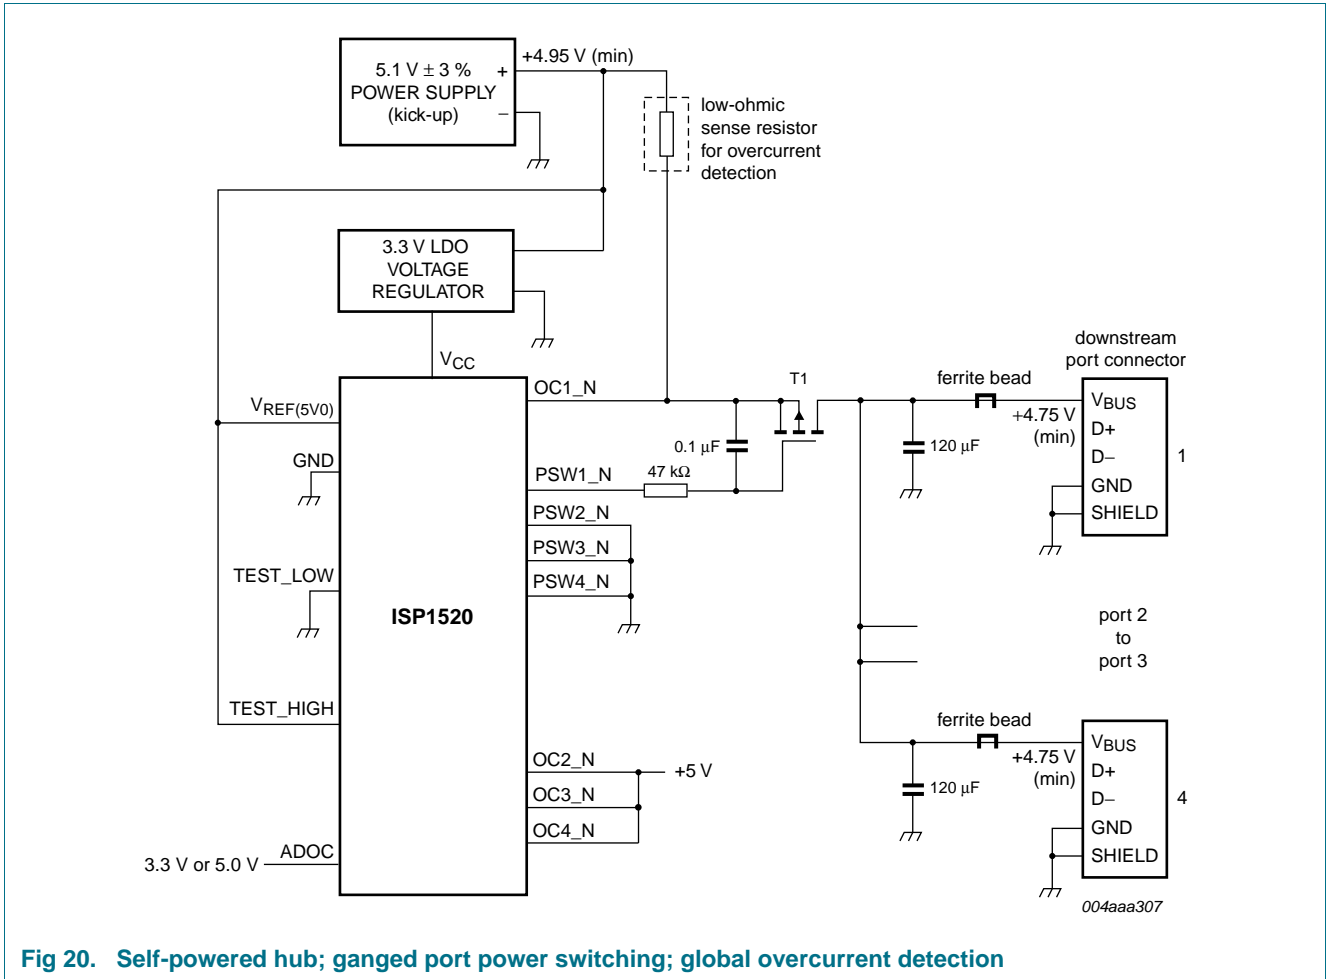 +4.95 V (min)
5.1 V ± 3 %
POWER SUPPLY
(kick-up)
+
−
low-ohmic
sense resistor
for overcurrent
detection
3.3 V LDO
VOLTAGE
REGULATOR
VCC
VREF(5V0)
GND
TEST_LOW
TEST_HIGH
ADOC
3.3 V or 5.0 V
ISP1520
OC1_N
PSW1_N
PSW2_N
PSW3_N
PSW4_N
OC2_N
OC3_N
OC4_N
+5 V
0.1 μF
47 kΩ
T1
ferrite bead
120 μF
+4.75 V
(min)
downstream
port connector
VBUS
D+
D−
GND
SHIELD
1
port 2
to
port 3
ferrite bead
120 μF
+4.75 V
(min)
VBUS
D+
D−
GND
SHIELD
4
004aaa307
Fig 20. Self-powered hub; ganged port power switching; global overcurrent detection